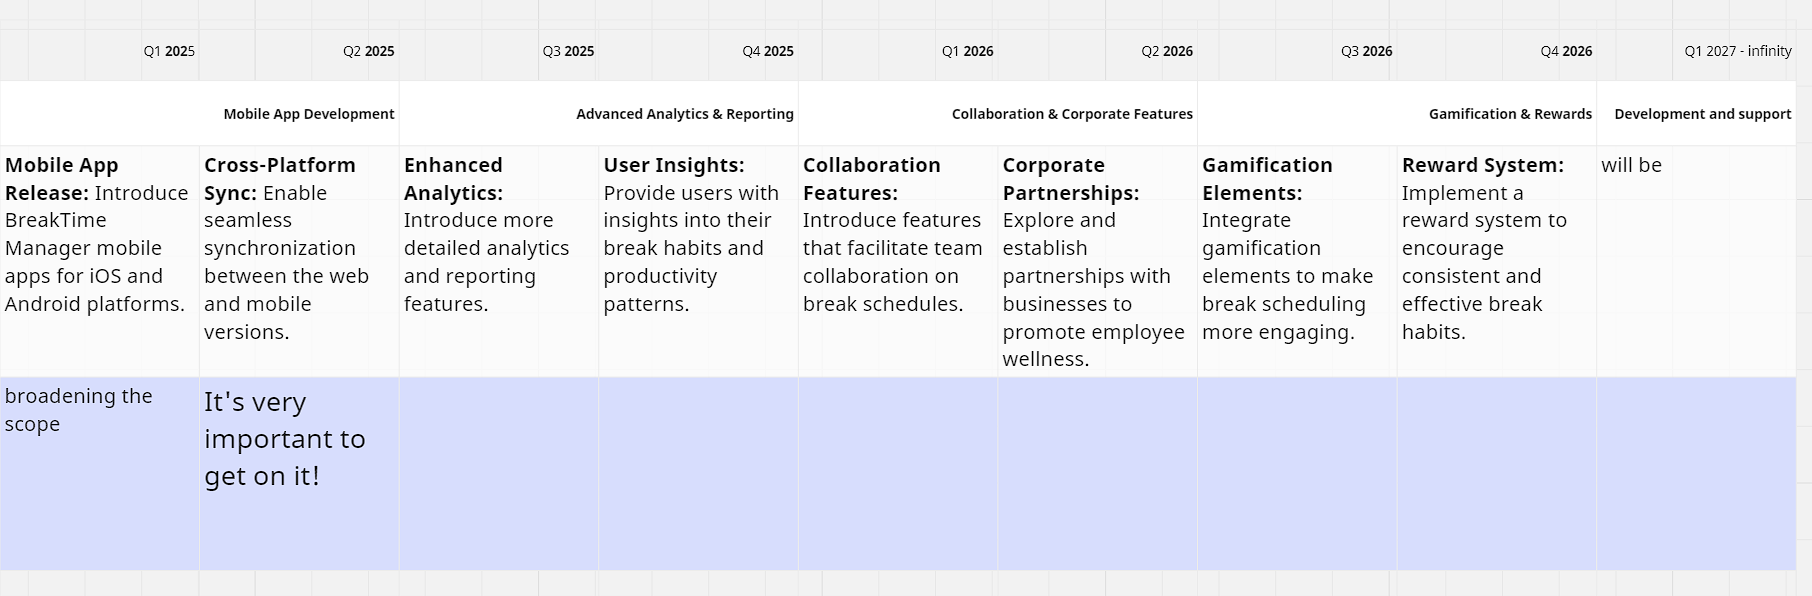 Q1 2025 Q2 2025 Q3 2025 Q4 2025 Q1 2026 Q2 2026 Q3 2026 Q4 2026 Q1 2027 - infinity
Mobile App Development Advanced Analytics & Reporting Collaboration & Corporate Features Gamification & Rewards Development and support
Mobile App
Release: Introduce
BreakTime
Manager mobile
apps for iOS and
Android platforms.
Cross-Platform
Sync: Enable
seamless
synchronization
between the web
and mobile
versions.
Enhanced
Analytics:
Introduce more
detailed analytics
and reporting
features.
User Insights:
Provide users with
insights into their
break habits and
productivity
patterns.
Collaboration
Features:
Introduce features
that facilitate team
collaboration on
break schedules.
Corporate
Partnerships:
Explore and
establish
partnerships with
businesses to
promote employee
wellness.
Gamification
Elements:
Integrate
gamification
elements to make
break scheduling
more engaging.
Reward System:
Implement a
reward system to
encourage
consistent and
effective break
habits.
will be
broadening the
scope
It's very
important to
get on it!